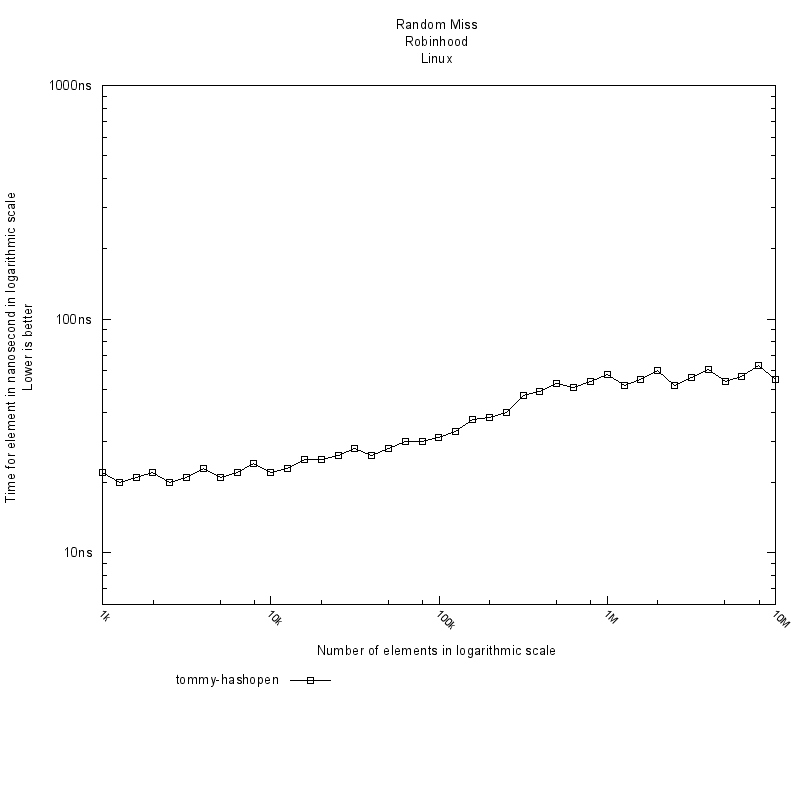 Random Miss
Robinhood
Linux
1000ns
100ns
10ns
Time for element in nanosecond in logarithmic scale
Lower is better
1k
10k
100k
1M
10M
Number of elements in logarithmic scale
tommy-hashopen